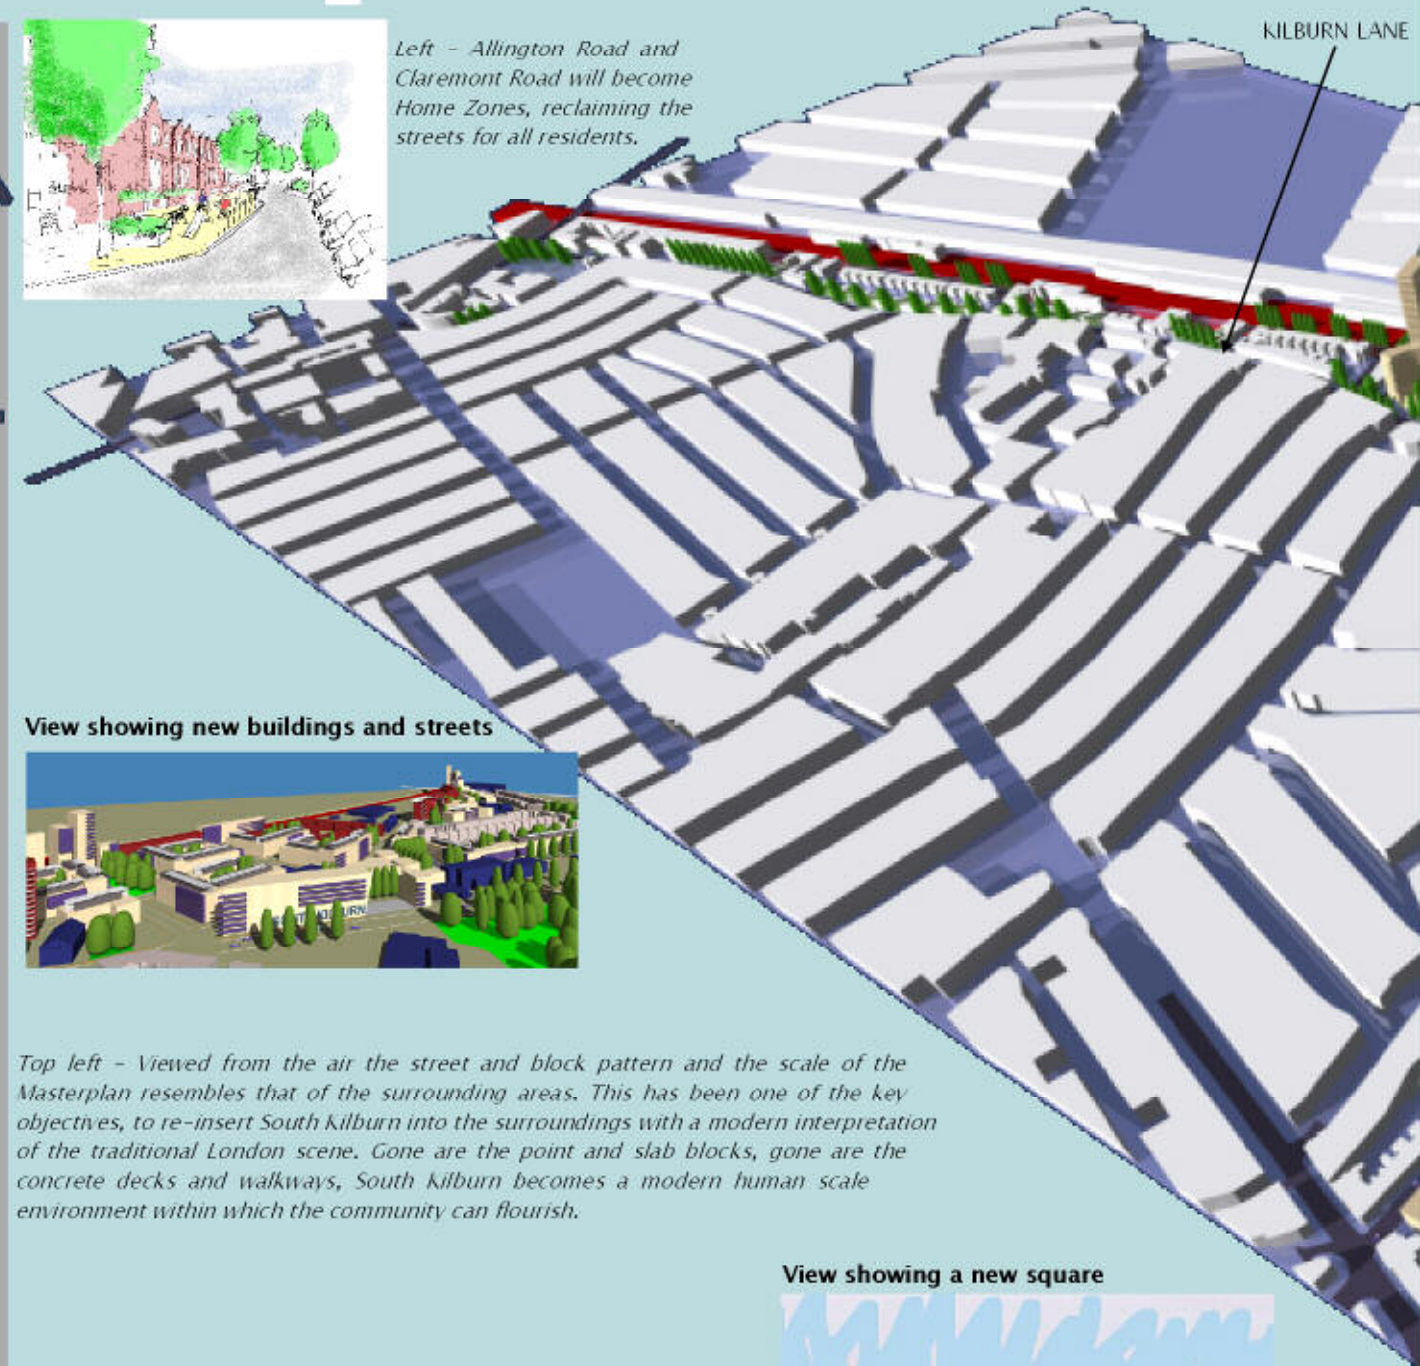 KILBURN LANE
Left - Allington Road and
Claremont Road will become
Home Zones, reclaiming the
streets for all residents.
View showing new buildings and streets
Top left - Viewed from the air the street and block pattern and the scale of the
Masterplan resembles that of the surrounding areas. This has been one of the key
objectives, to re-insert South Kilburn into the surroundings with a modern interpretation
of the traditional London scene. Gone are the point and slab blocks, gone are the
concrete decks and walkways, South Kilburn becomes a modern human scale
environment within which the community can flourish.
View showing a new square